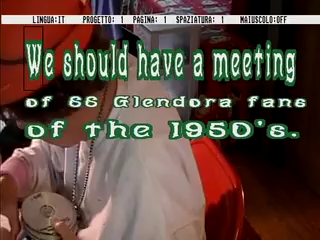 LINGUA:IT PROGETTO: 1 PAGINA: 1 SPAZIATURA: 1 MAIUSCOLO:OFF
We should have a meeting
of 66 Glendora fans
of the 1950's.